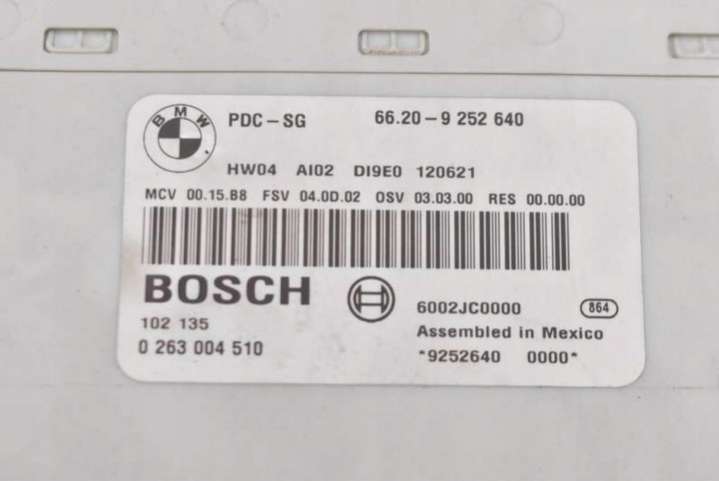 BMW
PDC-SG 66.20-9 252 640
HW04 AI02 DI9E0 120621
MCV 00.15.B8 FSV 04.0D.02 OSV 03.03.00 RES 00.00.00
BOSCH 6002JC0000 864
102 135 Assembled in Mexico
0 263 004 510 *9252640 0000*